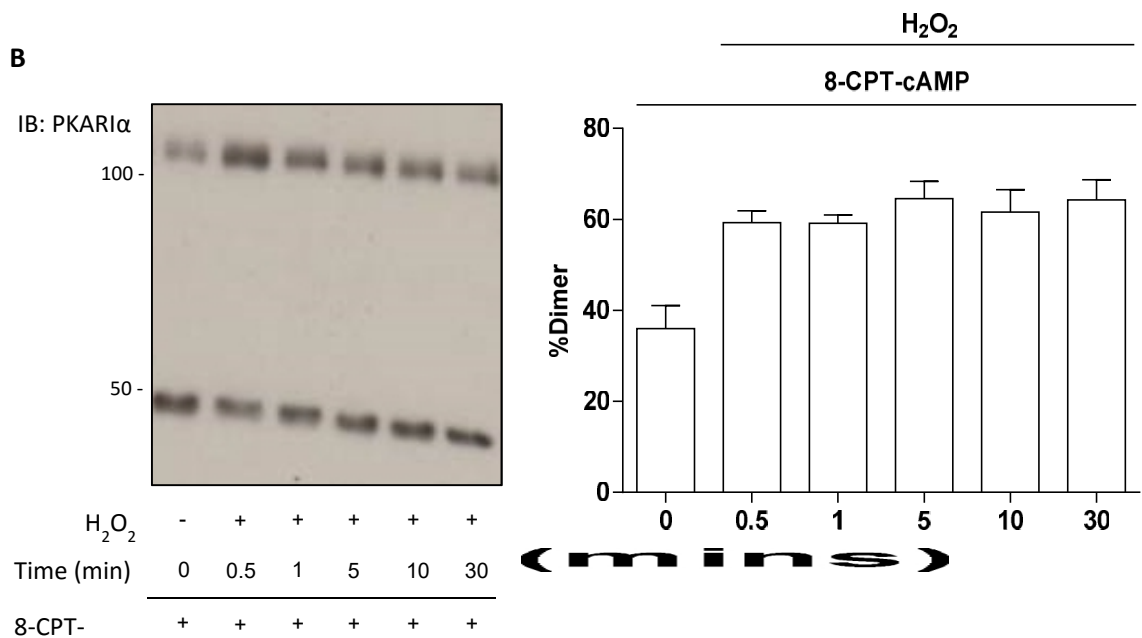 B
IB: PKARIα
100 -
50 -
H₂O₂ - + + + + +
Time (min) 0 0.5 1 5 10 30
8-CPT- + + + + + +
H₂O₂
8-CPT-cAMP
%Dimer
80
60
40
20
0
0 0.5 1 5 10 30
(mins)